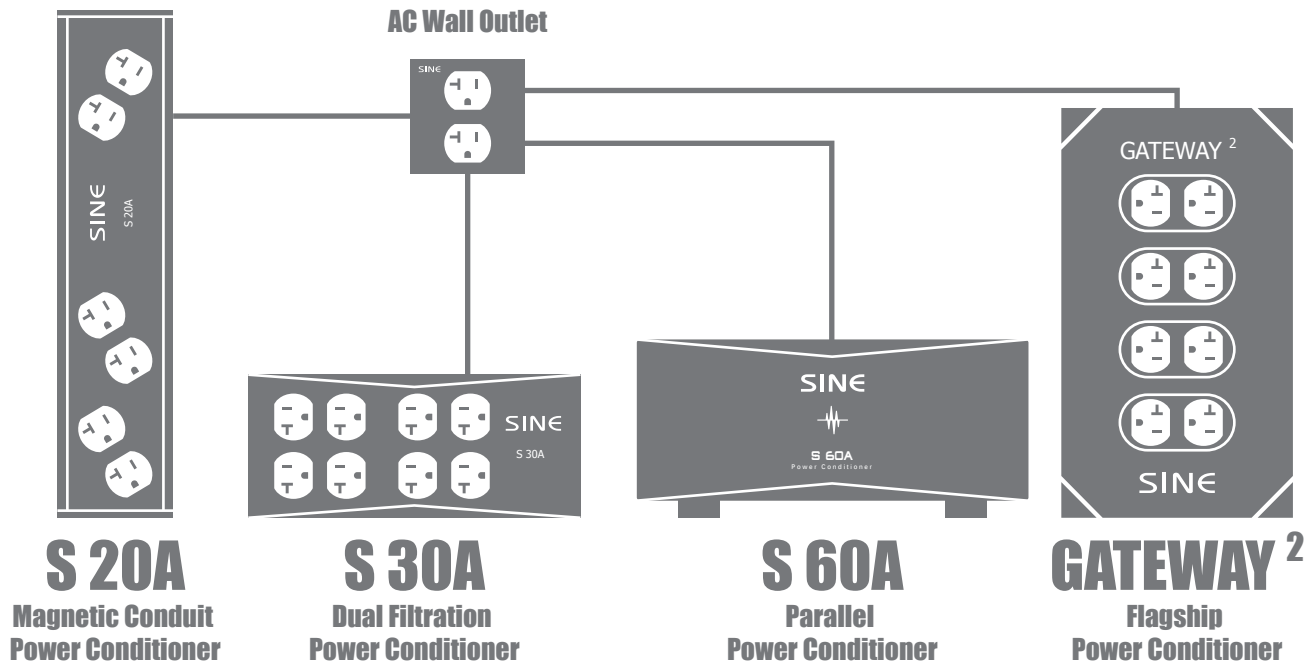 AC Wall Outlet
SINE
SINE
S 20A
GATEWAY 2
SINE
SINE
S 30A
SINE
S 60A
Power Conditioner
S 20A
Magnetic Conduit
Power Conditioner
S 30A
Dual Filtration
Power Conditioner
S 60A
Parallel
Power Conditioner
GATEWAY 2
Flagship
Power Conditioner